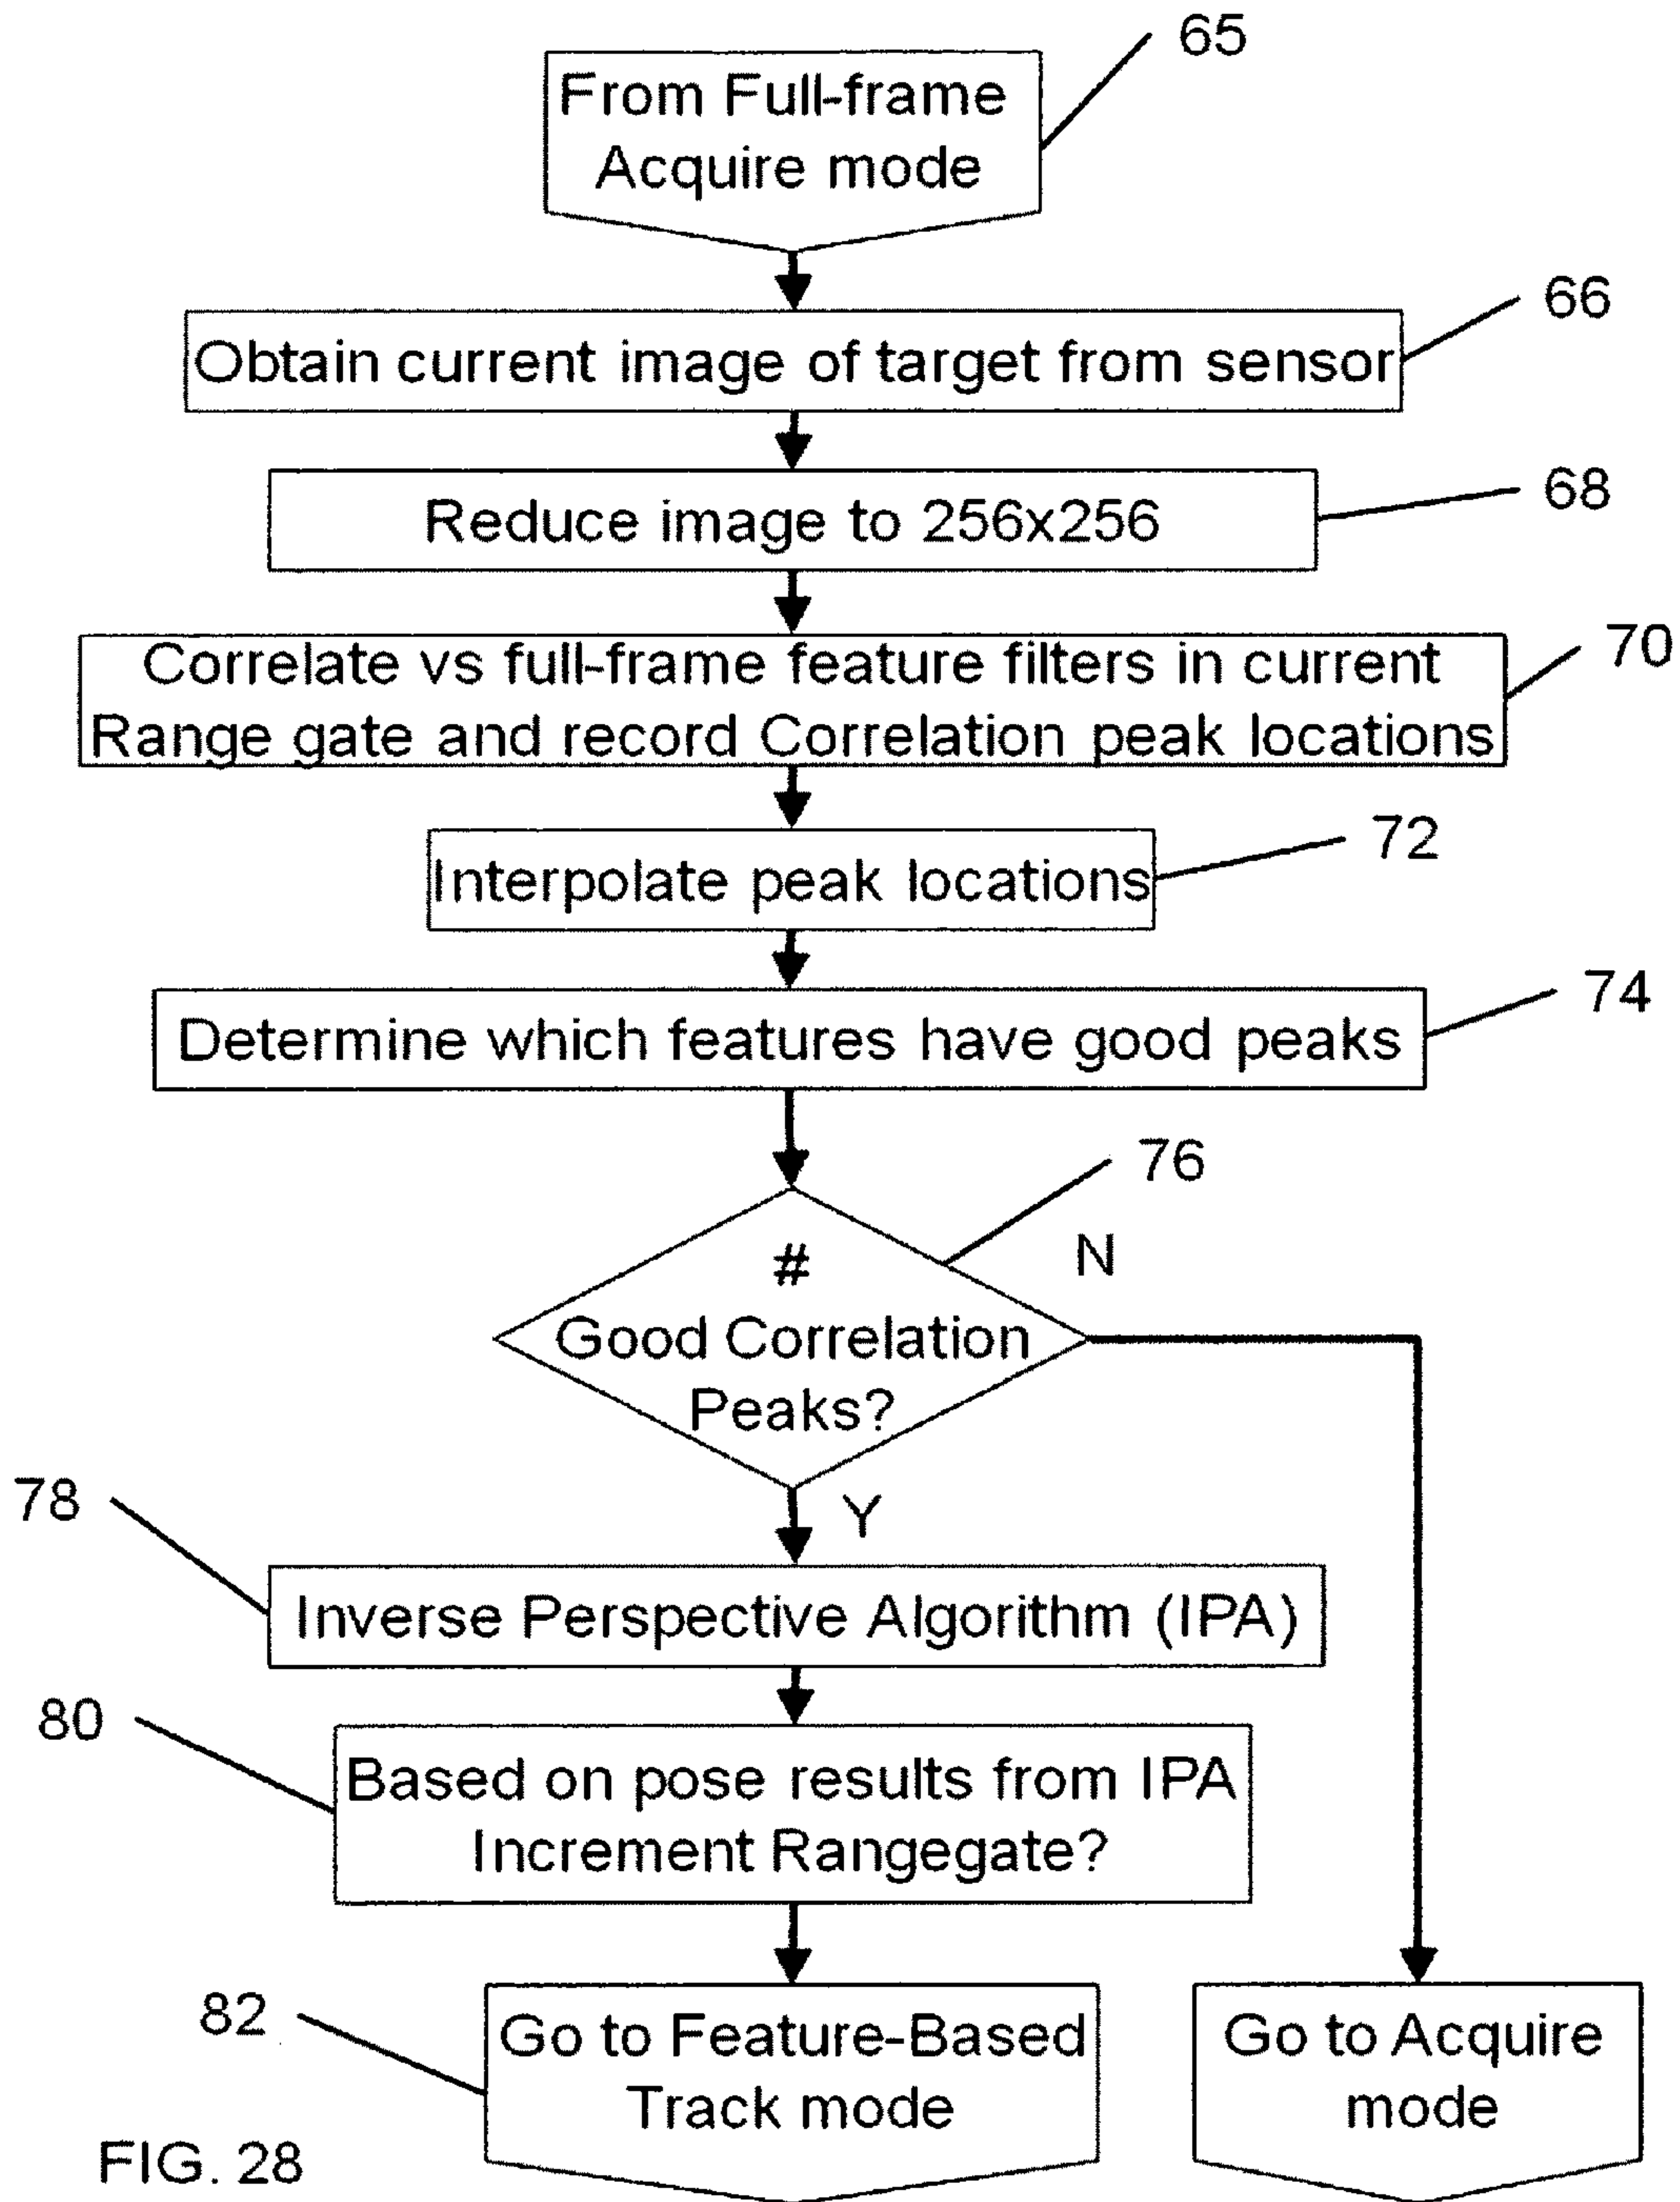 65
From Full-frame
Acquire mode
66
Obtain current image of target from sensor
68
Reduce image to 256x256
70
Correlate vs full-frame feature filters in current
Range gate and record Correlation peak locations
72
Interpolate peak locations
74
Determine which features have good peaks
76
#
Good Correlation
Peaks?
N
Y
78
Inverse Perspective Algorithm (IPA)
80
Based on pose results from IPA
Increment Rangegate?
82
Go to Feature-Based
Track mode
Go to Acquire
mode
FIG. 28